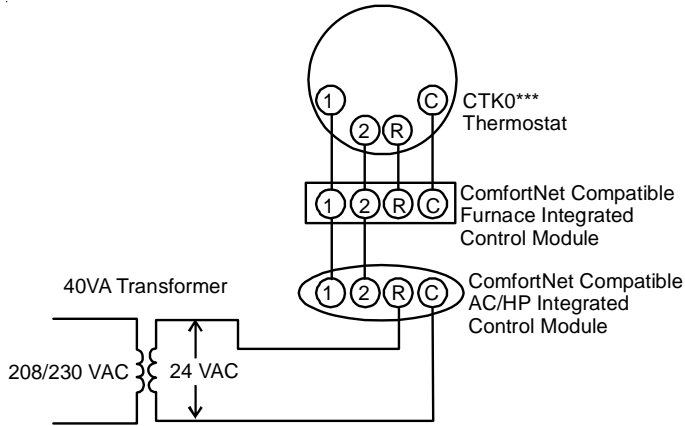 1 C
2 R
CTK0***
Thermostat
1 2 R C
ComfortNet Compatible
Furnace Integrated
Control Module
40VA Transformer
1 2 R C
ComfortNet Compatible
AC/HP Integrated
Control Module
208/230 VAC
24 VAC